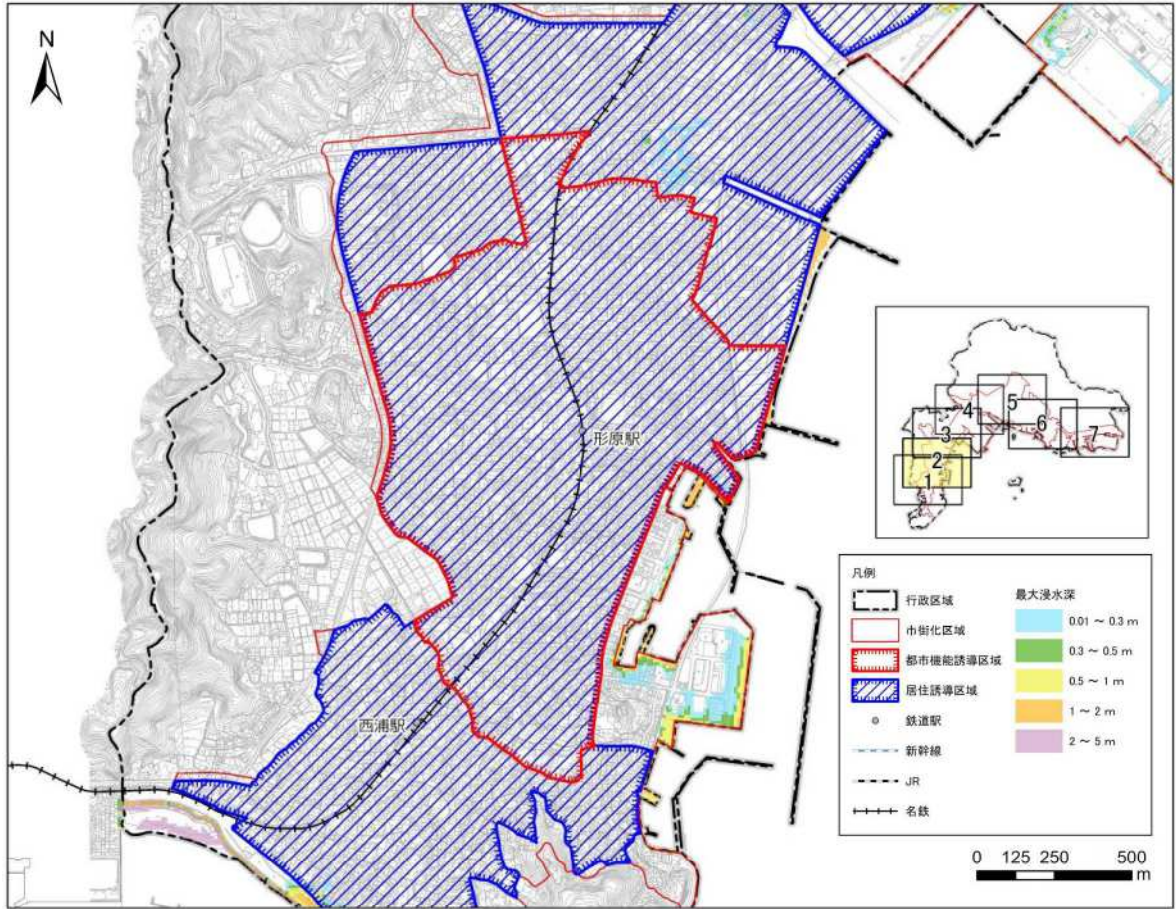 N
形原駅
西浦駅
5
4
6
3
7
2
1
凡例
行政区域
市街化区域
都市機能誘導区域
居住誘導区域
鉄道駅
新幹線
JR
名鉄
最大浸水深
0.01 ~ 0.3 m
0.3 ~ 0.5 m
0.5 ~ 1 m
1 ~ 2 m
2 ~ 5 m
0 125 250 500
m